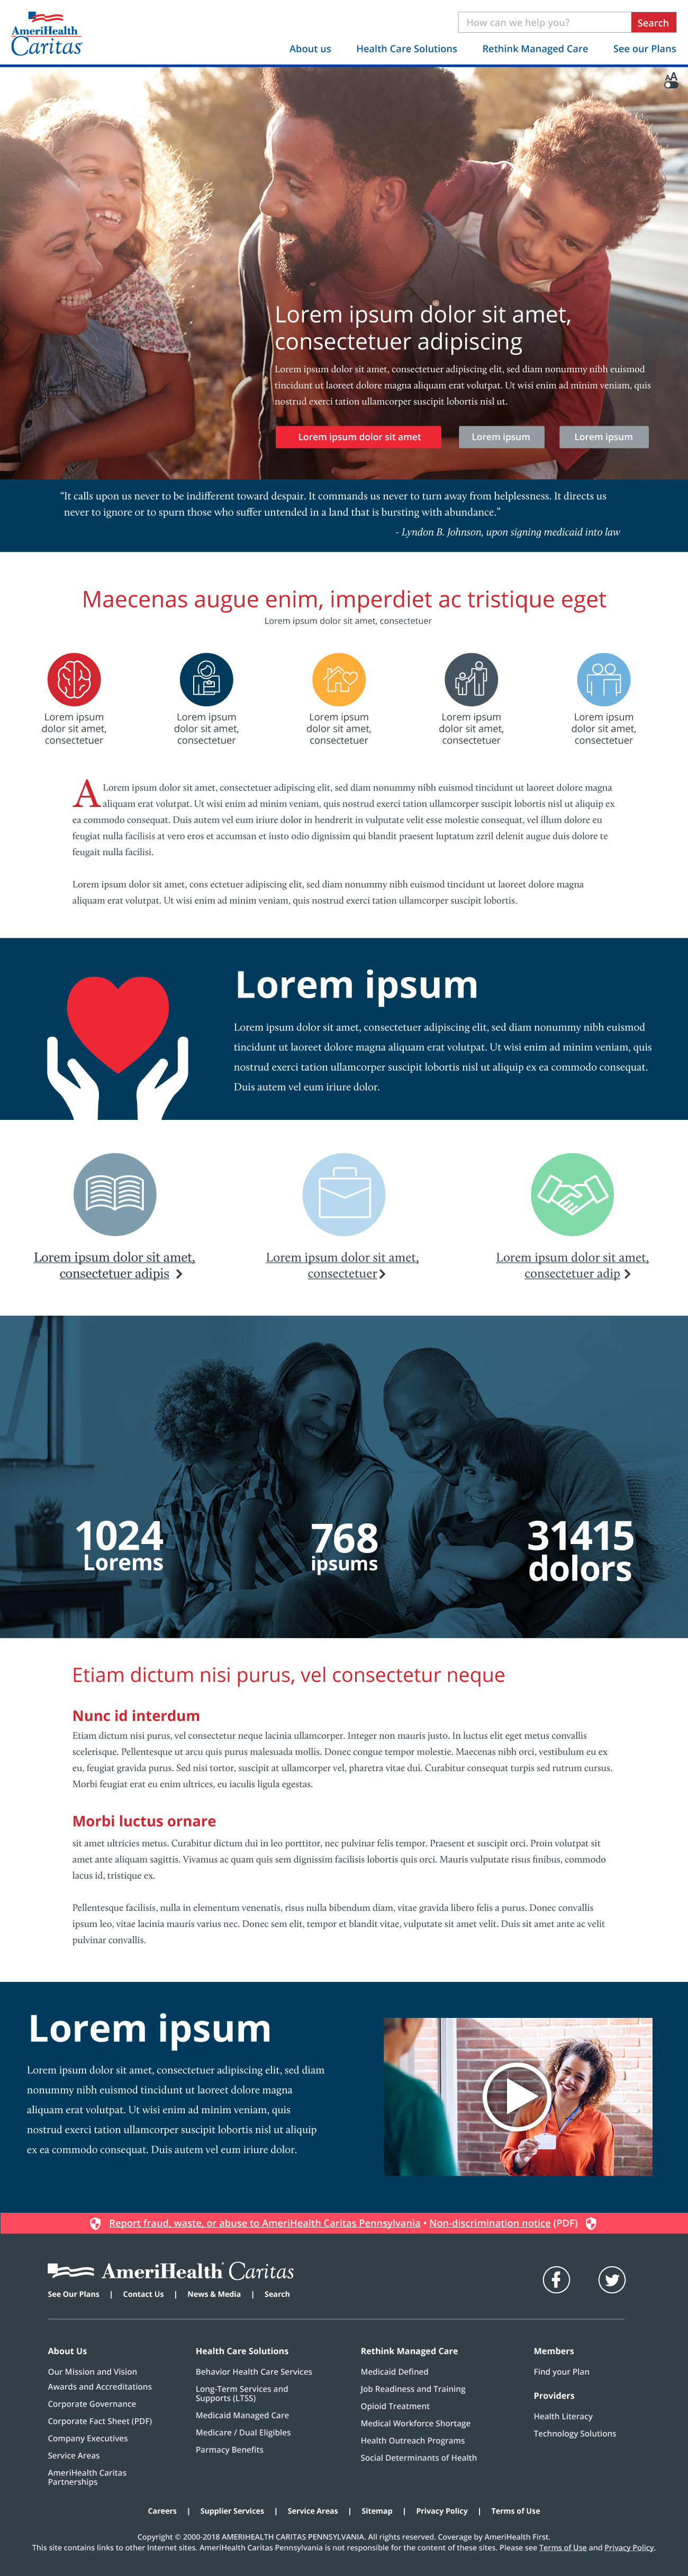 AmeriHealth
Caritas
How can we help you?
Search
About us
Health Care Solutions
Rethink Managed Care
See our Plans
AA
Lorem ipsum dolor sit amet,
consectetuer adipiscing
Lorem ipsum dolor sit amet, consectetuer adipiscing elit, sed diam nonummy nibh euismod
tincidunt ut laoreet dolore magna aliquam erat volutpat. Ut wisi enim ad minim veniam, quis
nostrud exerci tation ullamcorper suscipit lobortis nisl ut.
Lorem ipsum dolor sit amet
Lorem ipsum
Lorem ipsum
“It calls upon us never to be indifferent toward despair. It commands us never to turn away from helplessness. It directs us
never to ignore or to spurn those who suffer untended in a land that is bursting with abundance.”
- Lyndon B. Johnson, upon signing medicaid into law
Maecenas augue enim, imperdiet ac tristique eget
Lorem ipsum dolor sit amet, consectetuer
Lorem ipsum
dolor sit amet,
consectetuer
Lorem ipsum
dolor sit amet,
consectetuer
Lorem ipsum
dolor sit amet,
consectetuer
Lorem ipsum
dolor sit amet,
consectetuer
Lorem ipsum
dolor sit amet,
consectetuer
A Lorem ipsum dolor sit amet, consectetuer adipiscing elit, sed diam nonummy nibh euismod tincidunt ut laoreet dolore magna
aliquam erat volutpat. Ut wisi enim ad minim veniam, quis nostrud exerci tation ullamcorper suscipit lobortis nisl ut aliquip ex
ea commodo consequat. Duis autem vel eum iriure dolor in hendrerit in vulputate velit esse molestie consequat, vel illum dolore eu
feugiat nulla facilisis at vero eros et accumsan et iusto odio dignissim qui blandit praesent luptatum zzril delenit augue duis dolore te
feugait nulla facilisi.
Lorem ipsum dolor sit amet, cons ectetuer adipiscing elit, sed diam nonummy nibh euismod tincidunt ut laoreet dolore magna
aliquam erat volutpat. Ut wisi enim ad minim veniam, quis nostrud exerci tation ullamcorper suscipit lobortis.
Lorem ipsum
Lorem ipsum dolor sit amet, consectetuer adipiscing elit, sed diam nonummy nibh euismod
tincidunt ut laoreet dolore magna aliquam erat volutpat. Ut wisi enim ad minim veniam, quis
nostrud exerci tation ullamcorper suscipit lobortis nisl ut aliquip ex ea commodo consequat.
Duis autem vel eum iriure dolor.
Lorem ipsum dolor sit amet,
consectetuer adipis
Lorem ipsum dolor sit amet,
consectetuer
Lorem ipsum dolor sit amet,
consectetuer adip
1024
Lorems
768
ipsums
31415
dolors
Etiam dictum nisi purus, vel consectetur neque
Nunc id interdum
Etiam dictum nisi purus, vel consectetur neque lacinia ullamcorper. Integer non mauris justo. In luctus elit eget metus convallis
scelerisque. Pellentesque ut arcu quis purus malesuada mollis. Donec congue tempor molestie. Maecenas nibh orci, vestibulum eu ex
eu, feugiat gravida purus. Sed nisi tortor, suscipit at ullamcorper vel, pharetra vitae dui. Curabitur consequat turpis sed rutrum cursus.
Morbi feugiat erat eu enim ultrices, eu iaculis ligula egestas.
Morbi luctus ornare
sit amet ultricies metus. Curabitur dictum dui in leo porttitor, nec pulvinar felis tempor. Praesent et suscipit orci. Proin volutpat sit
amet ante aliquam sagittis. Vivamus ac quam quis sem dignissim facilisis lobortis quis orci. Mauris vulputate risus finibus, commodo
lacus id, tristique ex.
Pellentesque facilisis, nulla in elementum venenatis, risus nulla bibendum diam, vitae gravida libero felis a purus. Donec convallis
ipsum leo, vitae lacinia mauris varius nec. Donec sem elit, tempor et blandit vitae, vulputate sit amet velit. Duis sit amet ante ac velit
pulvinar convallis.
Lorem ipsum
Lorem ipsum dolor sit amet, consectetuer adipiscing elit, sed diam
nonummy nibh euismod tincidunt ut laoreet dolore magna
aliquam erat volutpat. Ut wisi enim ad minim veniam, quis
nostrud exerci tation ullamcorper suscipit lobortis nisl ut aliquip
ex ea commodo consequat. Duis autem vel eum iriure dolor.
Report fraud, waste, or abuse to AmeriHealth Caritas Pennsylvania • Non-discrimination notice (PDF)
AmeriHealth Caritas
See Our Plans | Contact Us | News & Media | Search
About Us
Our Mission and Vision
Awards and Accreditations
Corporate Governance
Corporate Fact Sheet (PDF)
Company Executives
Service Areas
AmeriHealth Caritas
Partnerships
Health Care Solutions
Behavior Health Care Services
Long-Term Services and
Supports (LTSS)
Medicaid Managed Care
Medicare / Dual Eligibles
Parmacy Benefits
Rethink Managed Care
Medicaid Defined
Job Readiness and Training
Opioid Treatment
Medical Workforce Shortage
Health Outreach Programs
Social Determinants of Health
Members
Find your Plan
Providers
Health Literacy
Technology Solutions
Careers | Supplier Services | Service Areas | Sitemap | Privacy Policy | Terms of Use
Copyright © 2000-2018 AMERIHEALTH CARITAS PENNSYLVANIA. All rights reserved. Coverage by AmeriHealth First.
This site contains links to other Internet sites. AmeriHealth Caritas Pennsylvania is not responsible for the content of these sites. Please see Terms of Use and Privacy Policy.